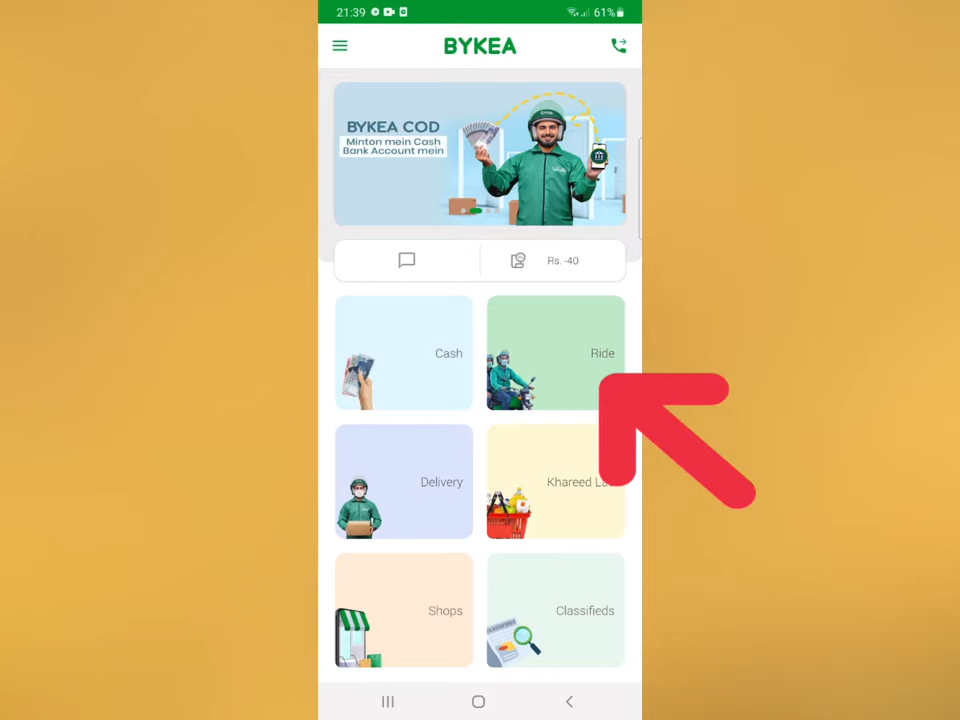 21:39
61%
BYKEA
BYKEA COD
Minton mein Cash
Bank Account mein
Rs. -40
Cash
Ride
Delivery
Khareed
Shops
Classifieds